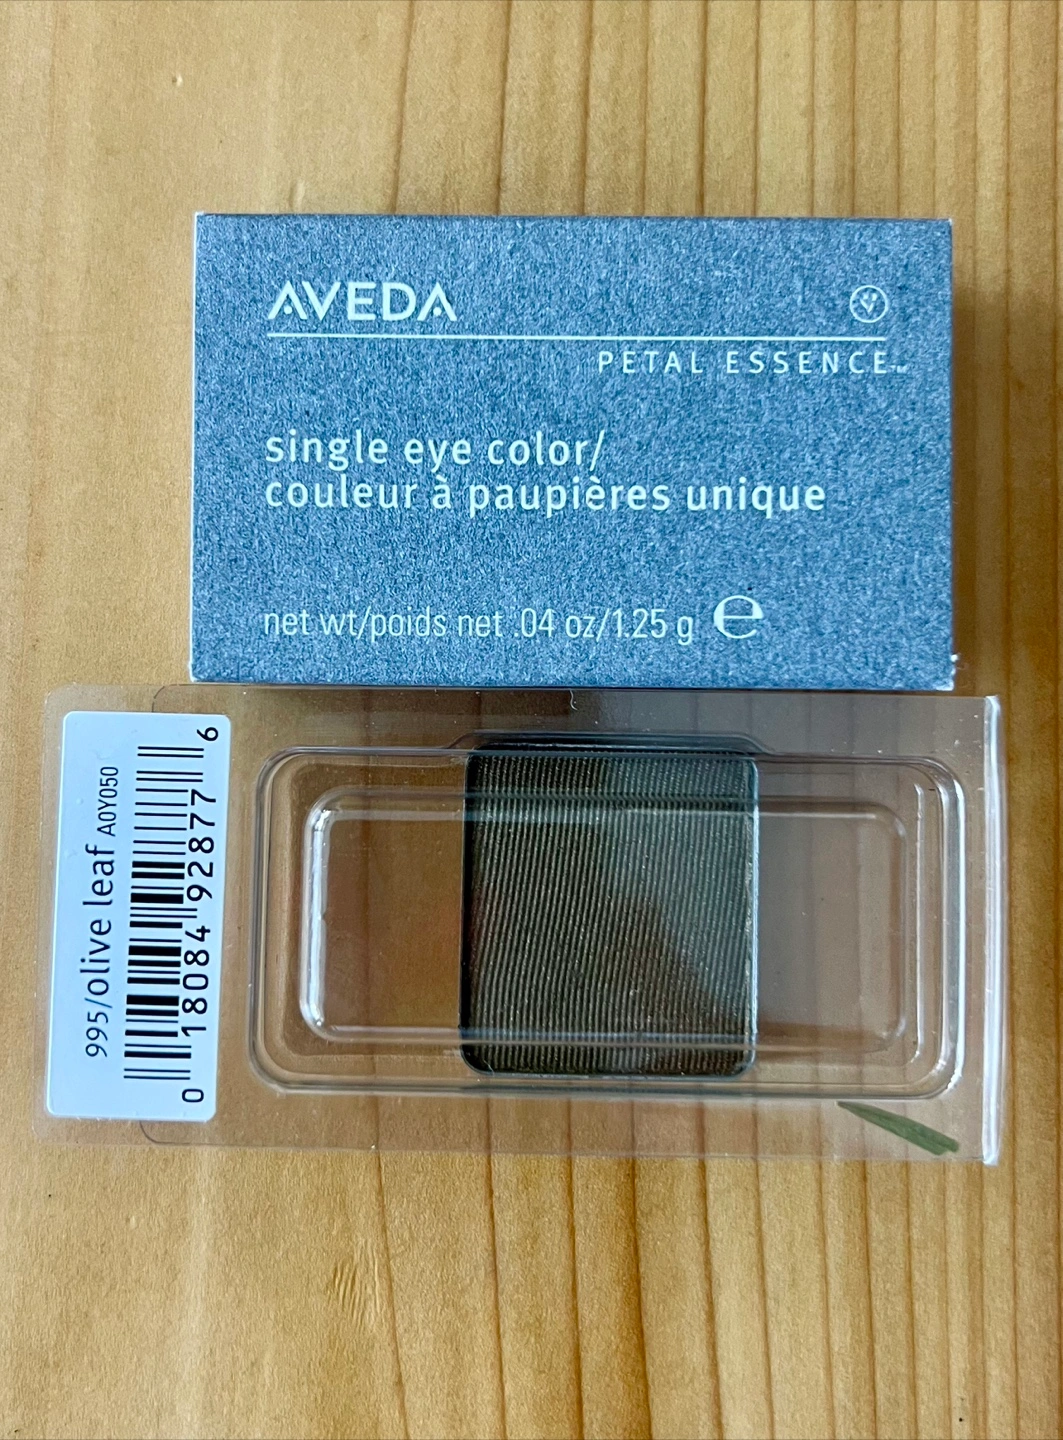 AVEDA
PETAL ESSENCE™
single eye color/
couleur à paupières unique
net wt/poids net .04 oz/1.25 g ℮
995/olive leaf A0Y050
0 18084 92877 6